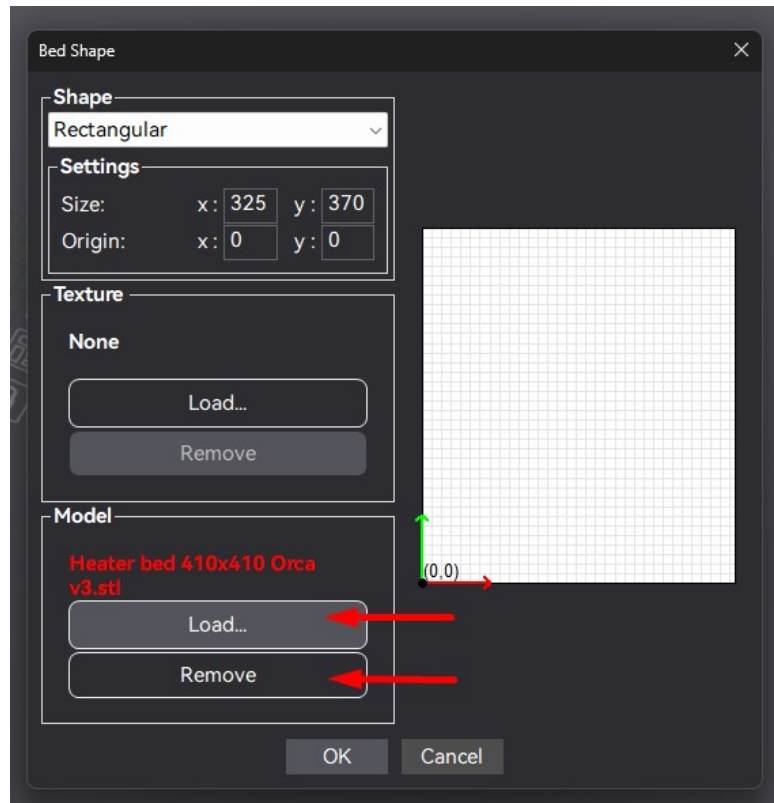 Bed Shape
Shape
Rectangular
Settings
Size: x: 325 y: 370
Origin: x: 0 y: 0
Texture
None
Load...
Remove
Model
Heater bed 410x410 Orca
v3.stl
Load...
Remove
(0,0)
OK Cancel